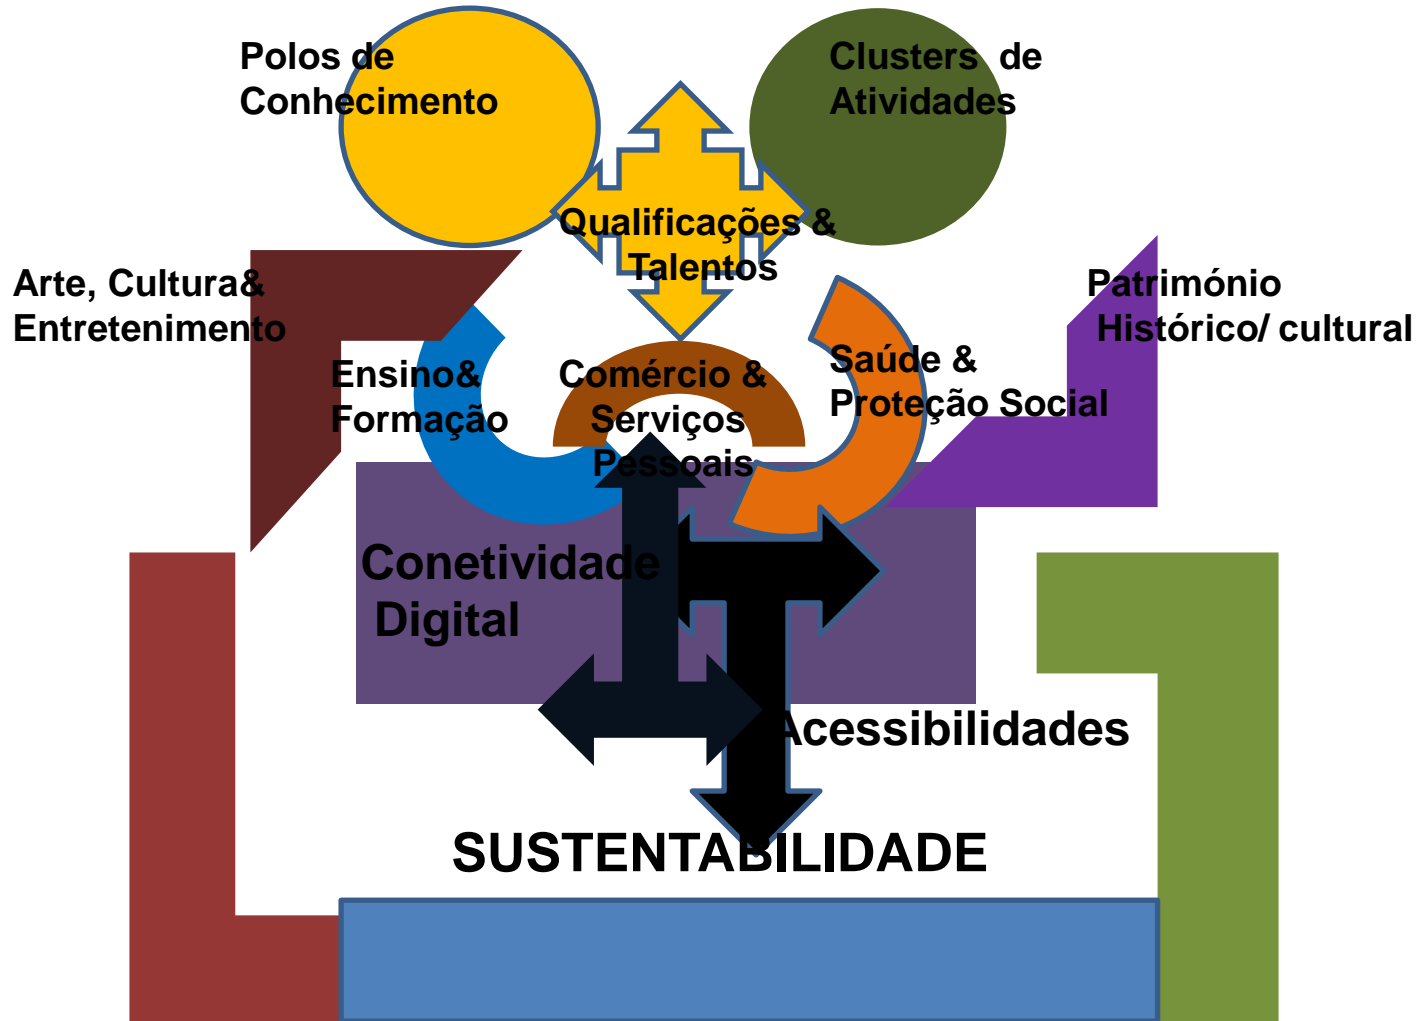 Polos de
Conhecimento
Clusters de
Atividades
Qualificações &
Talentos
Arte, Cultura&
Entretenimento
Património
Histórico/ cultural
Ensino&
Formação
Comércio &
Serviços
Pessoais
Saúde &
Proteção Social
Conetividade
Digital
Acessibilidades
SUSTENTABILIDADE